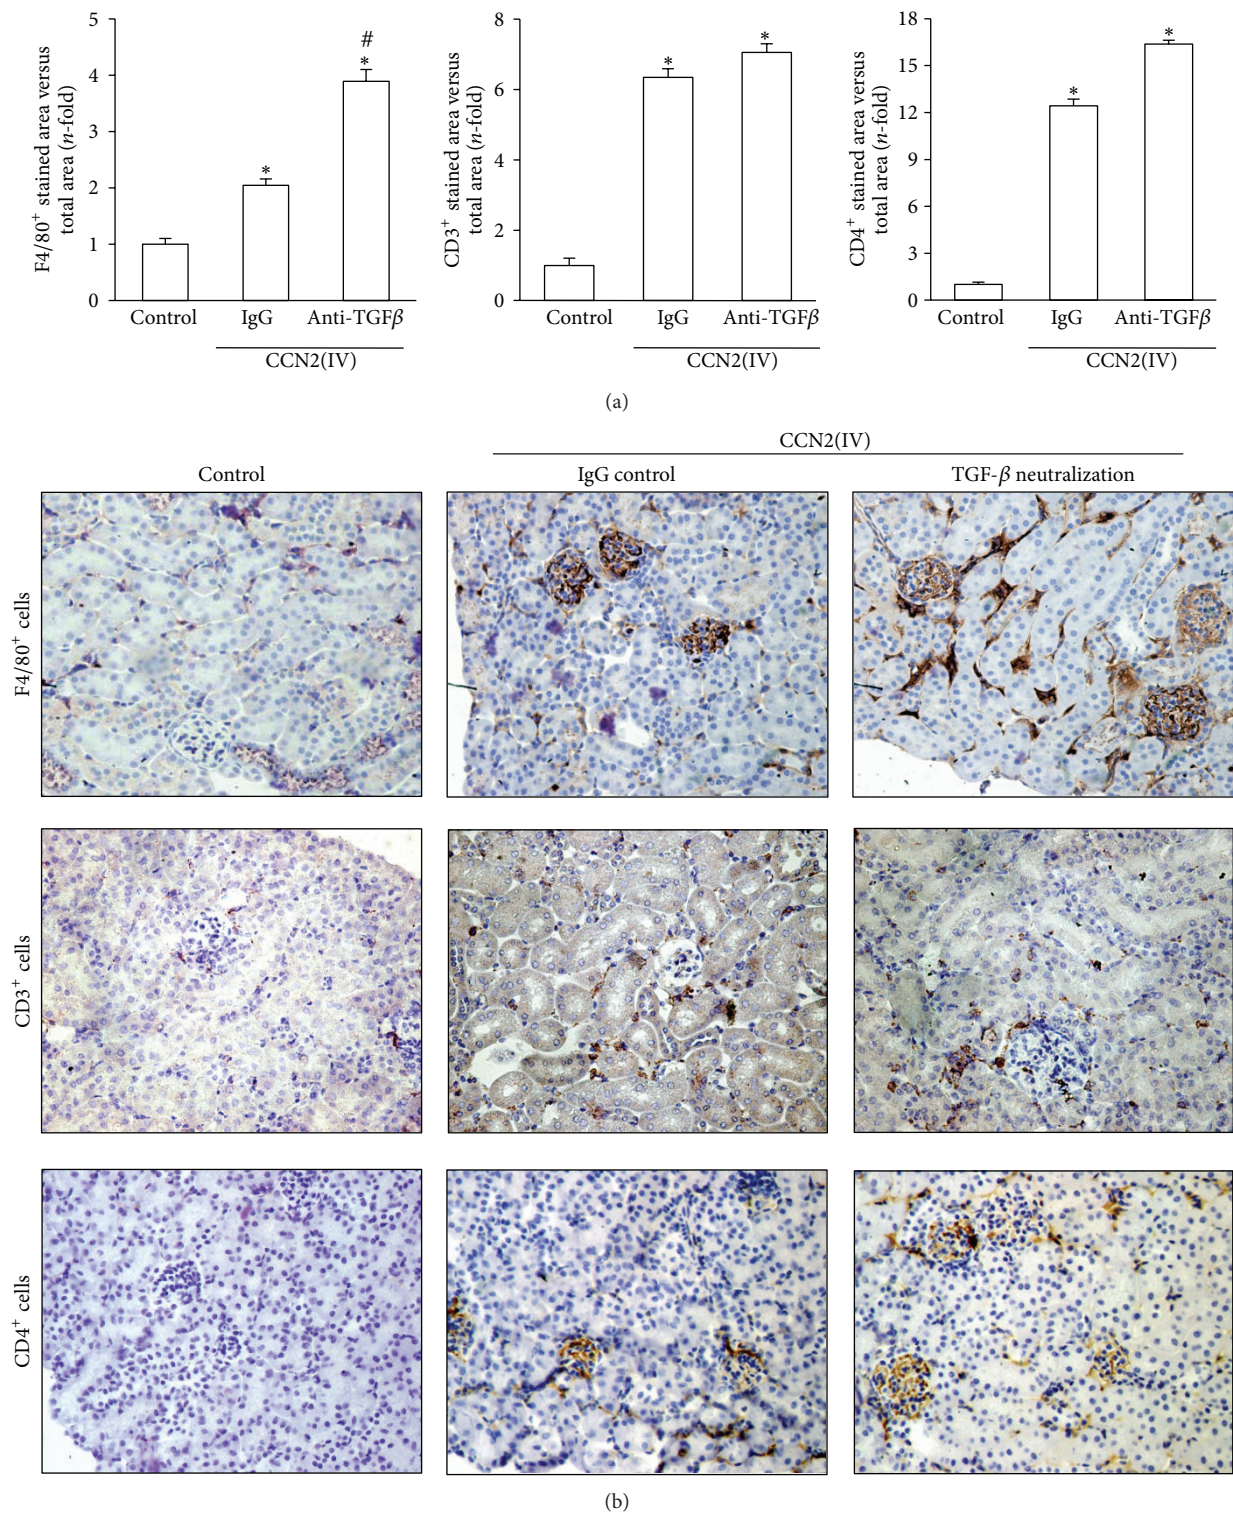 F4/80+ stained area versus
total area (n-fold)
5
4
3
2
1
0
*
*
#
Control
IgG
Anti-TGFβ
CCN2(IV)
CD3+ stained area versus
total area (n-fold)
8
6
4
2
0
*
*
Control
IgG
Anti-TGFβ
CCN2(IV)
CD4+ stained area versus
total area (n-fold)
18
15
12
9
6
3
0
*
*
Control
IgG
Anti-TGFβ
CCN2(IV)
(a)
CCN2(IV)
Control
IgG control
TGF-β neutralization
F4/80+ cells
CD3+ cells
CD4+ cells
(b)